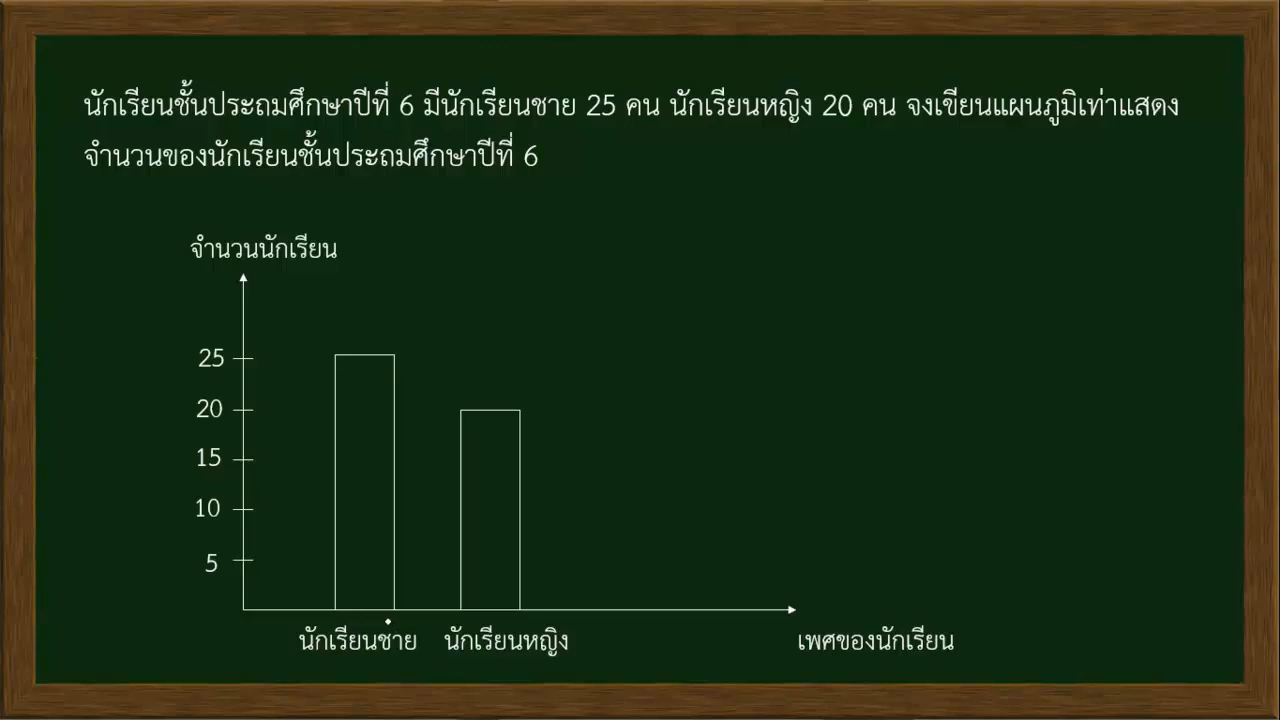 นักเรียนชั้นประถมศึกษาปีที่ 6 มีนักเรียนชาย 25 คน นักเรียนหญิง 20 คน จงเขียนแผนภูมิเท่าแสดง
จำนวนของนักเรียนชั้นประถมศึกษาปีที่ 6
จำนวนนักเรียน
25
20
15
10
5
นักเรียนชาย นักเรียนหญิง เพศของนักเรียน